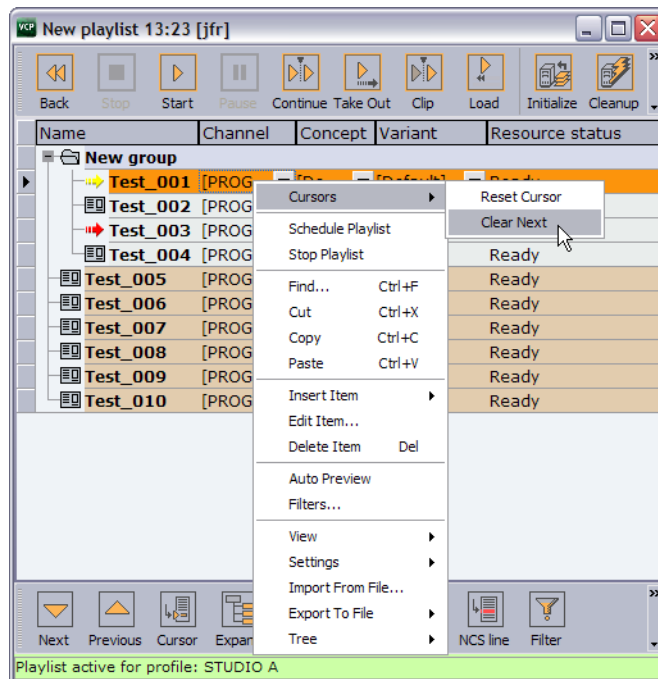 VCP New playlist 13:23 [jfr]
Back Stop Start Pause Continue Take Out Clip Load Initialize Cleanup
Name Channel Concept Variant Resource status
New group
Test_001 [PROG [De [Default] Ready
Test_002 [PROG
Test_003 [PROG
Test_004 [PROG Ready
Test_005 [PROG Ready
Test_006 [PROG Ready
Test_007 [PROG Ready
Test_008 [PROG Ready
Test_009 [PROG Ready
Test_010 [PROG Ready
Cursors
Reset Cursor
Clear Next
Schedule Playlist
Stop Playlist
Find... Ctrl+F
Cut Ctrl+X
Copy Ctrl+C
Paste Ctrl+V
Insert Item
Edit Item...
Delete Item Del
Auto Preview
Filters...
View
Settings
Import From File...
Export To File
Tree
Next Previous Cursor Expan NCS line Filter
Playlist active for profile: STUDIO A